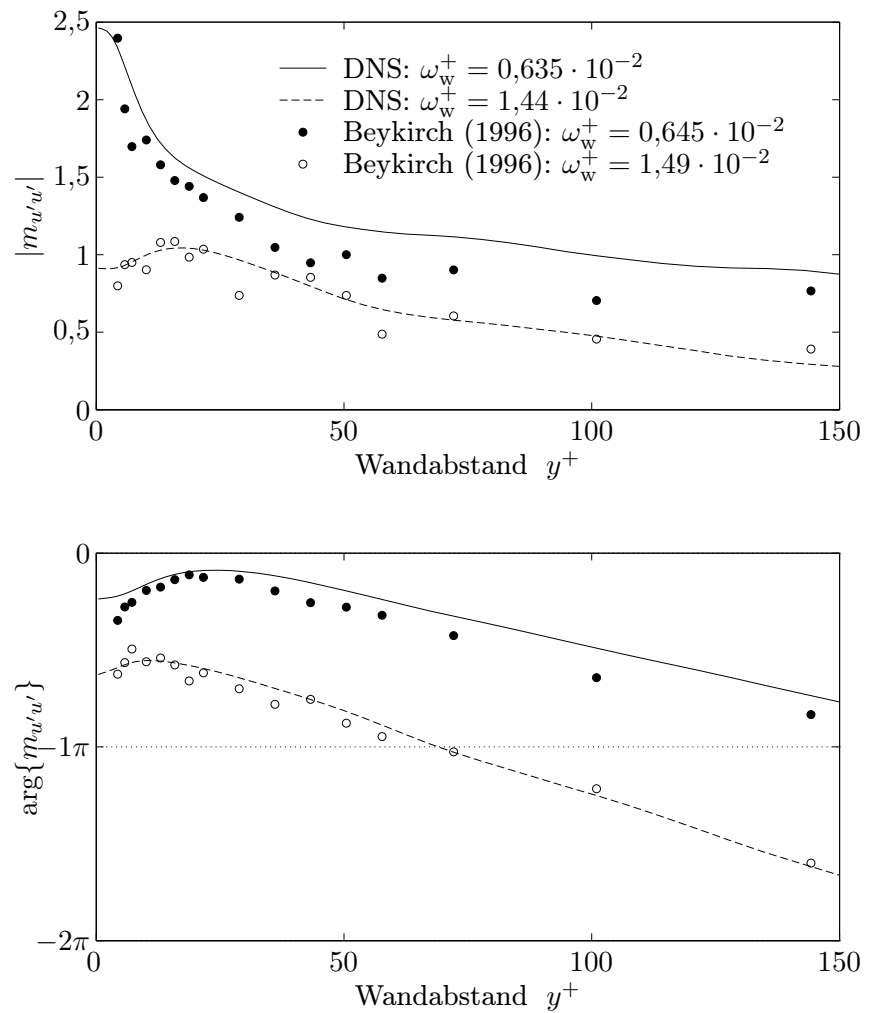 2,5
2
1,5
1
0,5
0
|m_{u'u'}|
DNS: ω_w^+ = 0,635 · 10^{−2}
DNS: ω_w^+ = 1,44 · 10^{−2}
Beykirch (1996): ω_w^+ = 0,645 · 10^{−2}
Beykirch (1996): ω_w^+ = 1,49 · 10^{−2}
0 50 100 150
Wandabstand y^+
0
−1π
−2π
arg{m_{u'u'}}
0 50 100 150
Wandabstand y^+